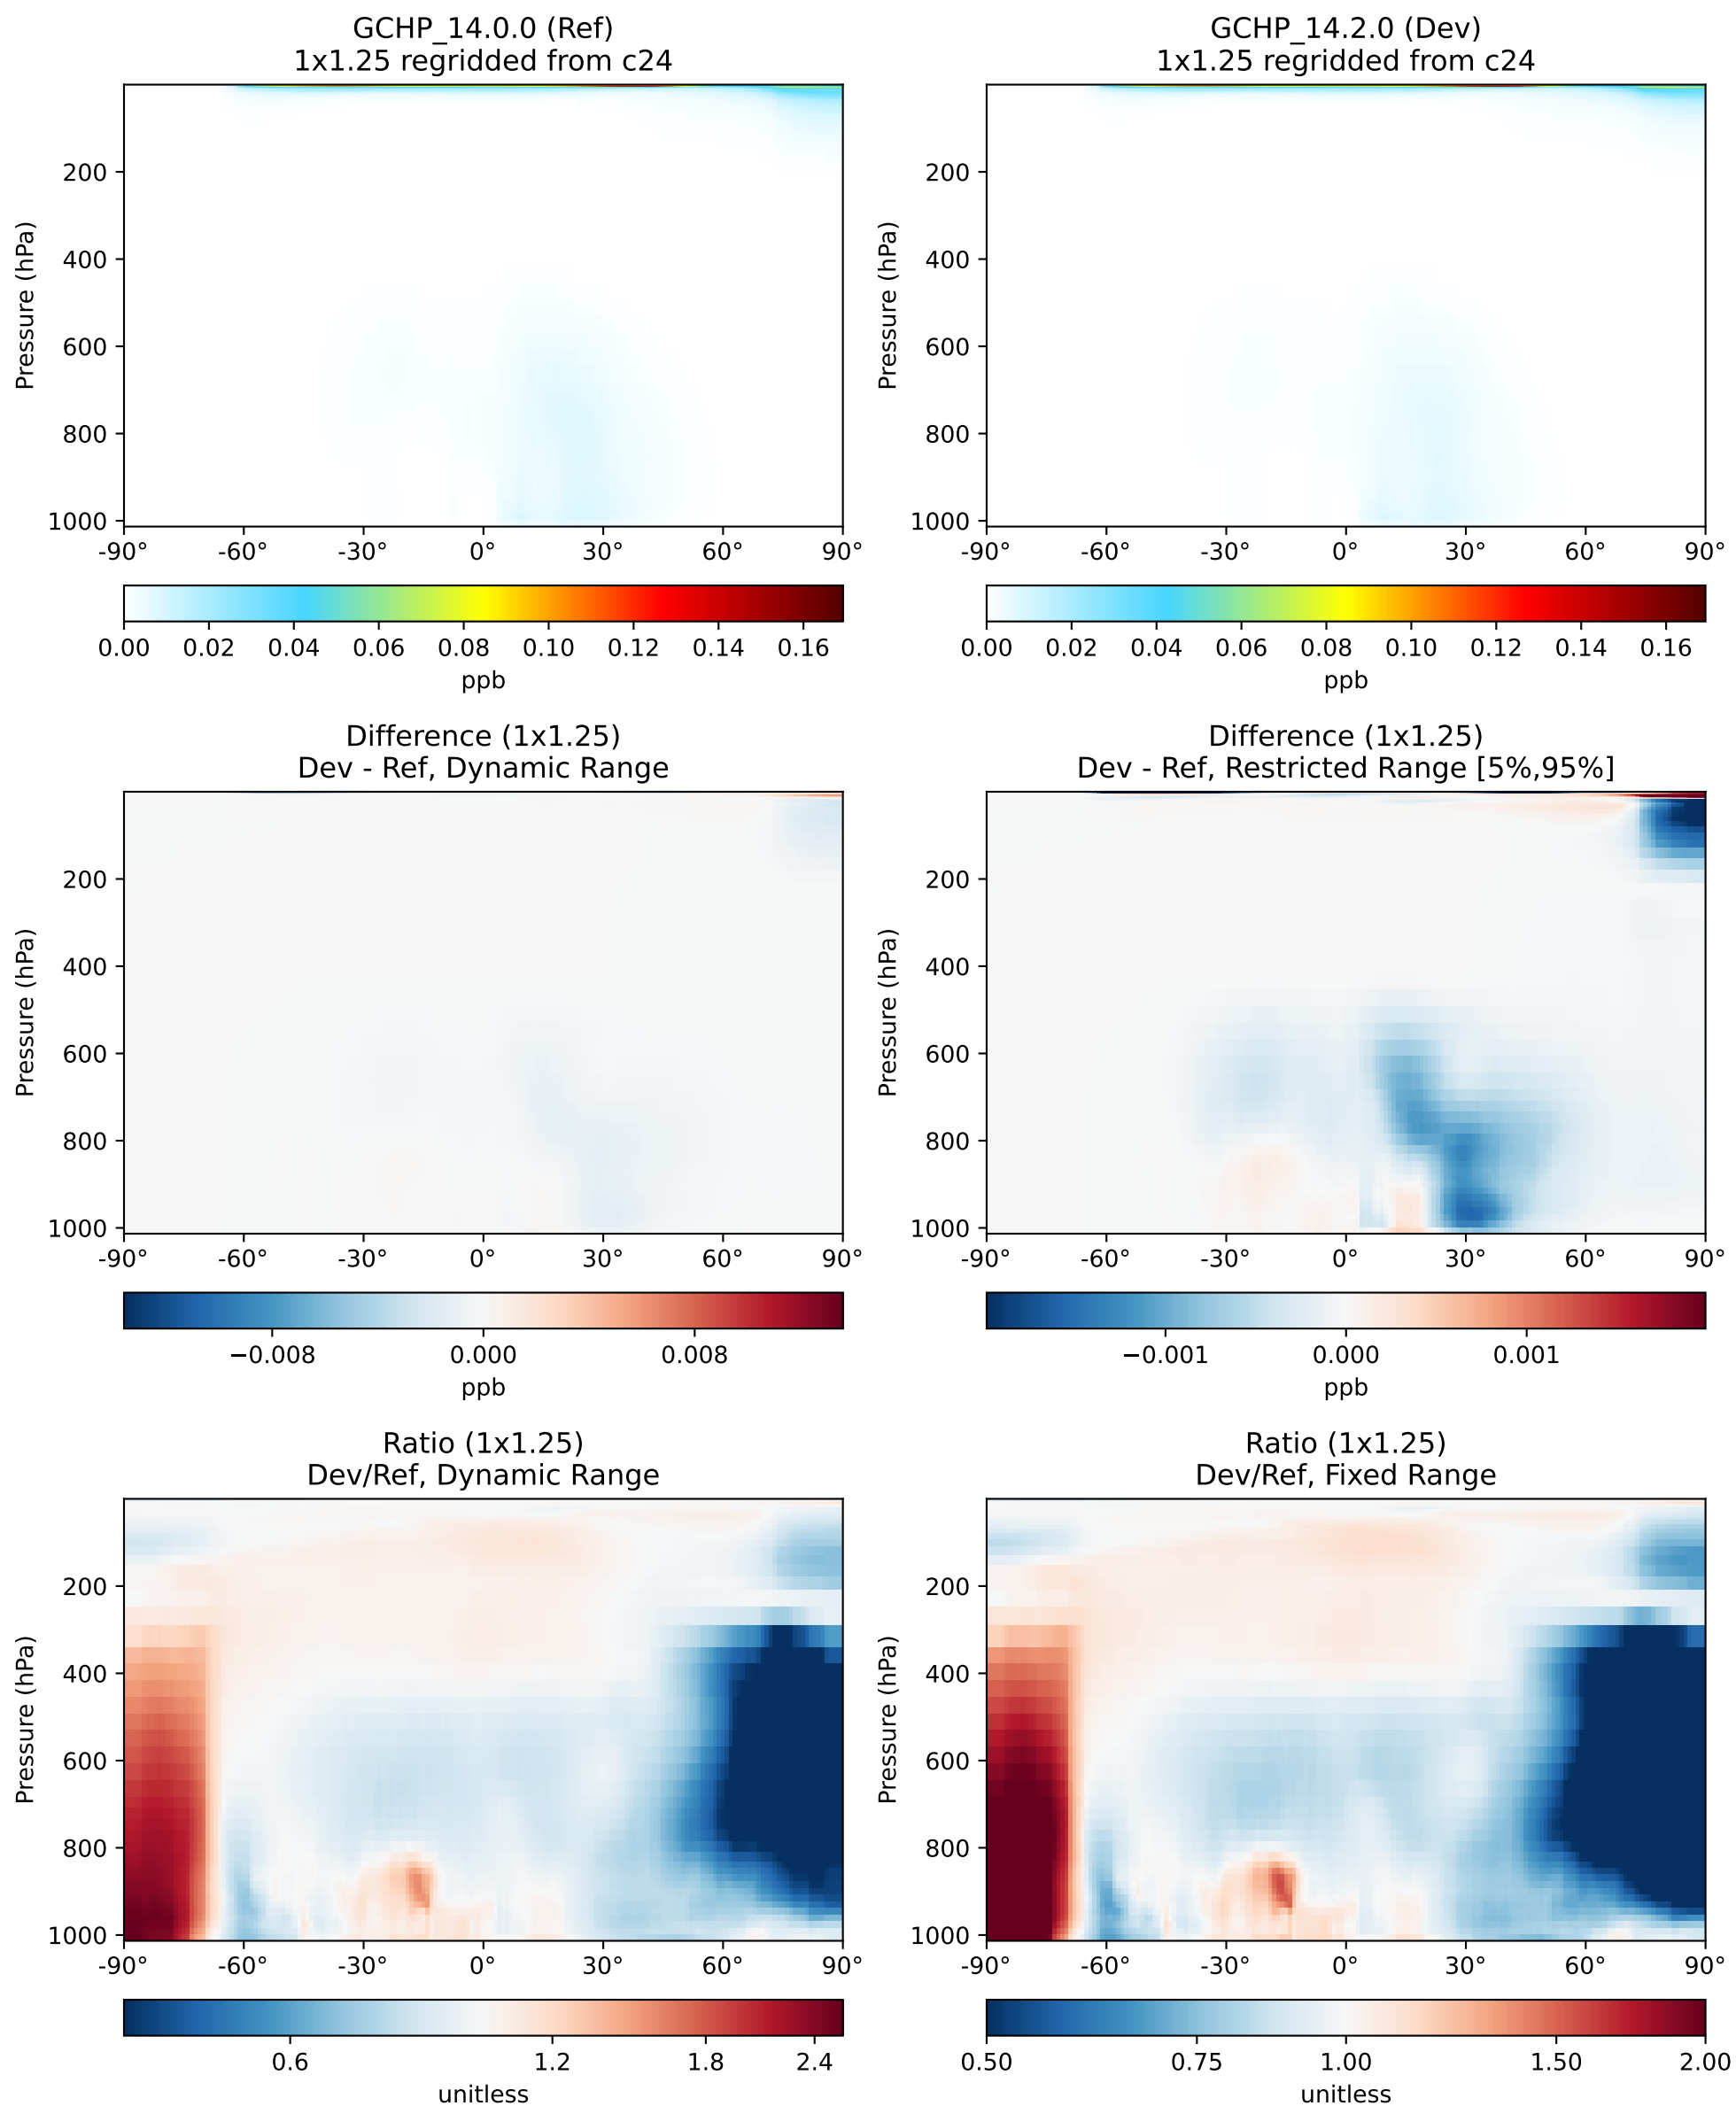 GCHP_14.0.0 (Ref)
1x1.25 regridded from c24
Pressure (hPa)
200
400
600
800
1000
-90° -60° -30° 0° 30° 60° 90°
0.00 0.02 0.04 0.06 0.08 0.10 0.12 0.14 0.16
ppb
GCHP_14.2.0 (Dev)
1x1.25 regridded from c24
Pressure (hPa)
200
400
600
800
1000
-90° -60° -30° 0° 30° 60° 90°
0.00 0.02 0.04 0.06 0.08 0.10 0.12 0.14 0.16
ppb
Difference (1x1.25)
Dev - Ref, Dynamic Range
Pressure (hPa)
200
400
600
800
1000
-90° -60° -30° 0° 30° 60° 90°
−0.008 0.000 0.008
ppb
Difference (1x1.25)
Dev - Ref, Restricted Range [5%,95%]
Pressure (hPa)
200
400
600
800
1000
-90° -60° -30° 0° 30° 60° 90°
−0.001 0.000 0.001
ppb
Ratio (1x1.25)
Dev/Ref, Dynamic Range
Pressure (hPa)
200
400
600
800
1000
-90° -60° -30° 0° 30° 60° 90°
0.6 1.2 1.8 2.4
unitless
Ratio (1x1.25)
Dev/Ref, Fixed Range
Pressure (hPa)
200
400
600
800
1000
-90° -60° -30° 0° 30° 60° 90°
0.50 0.75 1.00 1.50 2.00
unitless